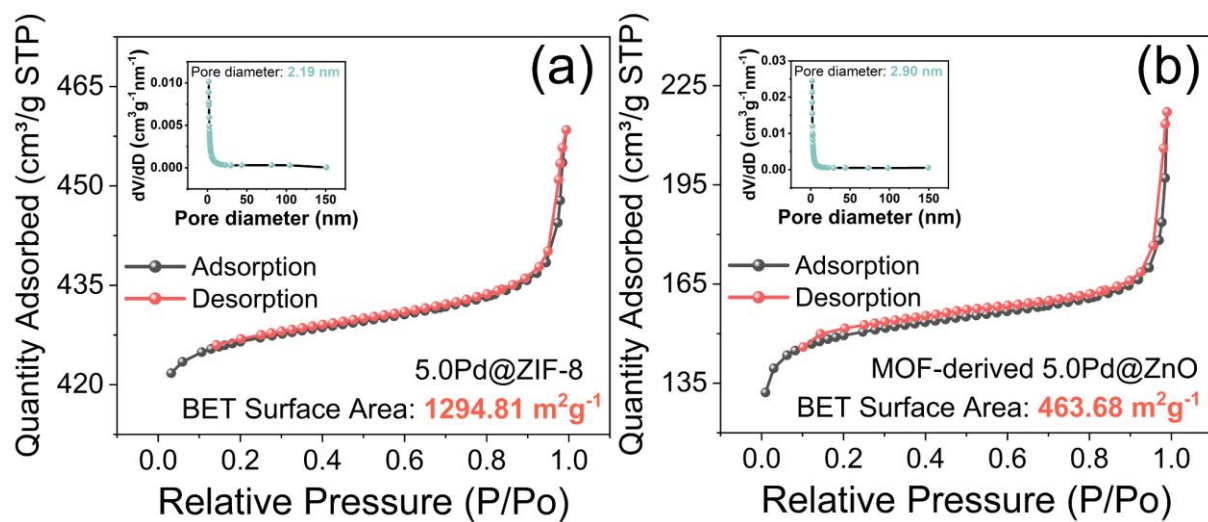 (a)
Quantity Adsorbed (cm³/g STP)
465
450
435
420
0.0 0.2 0.4 0.6 0.8 1.0
Relative Pressure (P/Po)
dV/dD (cm³g⁻¹nm⁻¹)
0.010
0.005
0.000
Pore diameter: 2.19 nm
0 50 100 150
Pore diameter (nm)
Adsorption
Desorption
5.0Pd@ZIF-8
BET Surface Area: 1294.81 m²g⁻¹
(b)
Quantity Adsorbed (cm³/g STP)
225
195
165
135
0.0 0.2 0.4 0.6 0.8 1.0
Relative Pressure (P/Po)
dV/dD (cm³g⁻¹nm⁻¹)
0.03
0.02
0.01
0.00
Pore diameter: 2.90 nm
0 50 100 150
Pore diameter (nm)
Adsorption
Desorption
MOF-derived 5.0Pd@ZnO
BET Surface Area: 463.68 m²g⁻¹